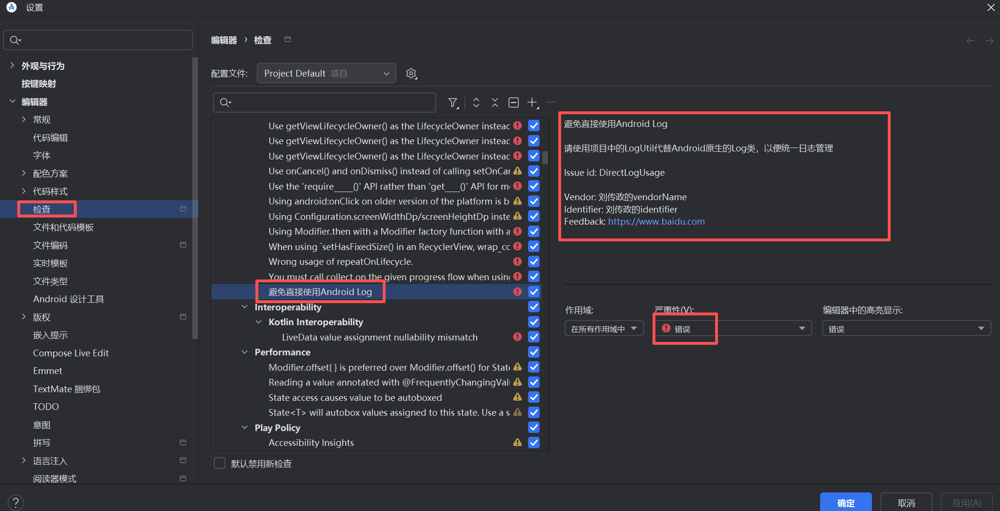 设置
外观与行为
按键映射
编辑器
常规
代码编辑
字体
配色方案
代码样式
检查
文件和代码模板
文件编码
实时模板
文件类型
Android 设计工具
版权
嵌入提示
Compose Live Edit
Emmet
TextMate 捆绑包
TODO
意图
拼写
语言注入
阅读器模式
编辑器 › 检查
配置文件: Project Default 项目
Use getViewLifecycleOwner() as the LifecycleOwner instead
Use getViewLifecycleOwner() as the LifecycleOwner instead
Use getViewLifecycleOwner() as the LifecycleOwner instead
Use onCancel() and onDismiss() instead of calling setOnCan
Use the 'require_____()' API rather than 'get____()' API for m
Using android:onClick on older version of the platform is b
Using Configuration.screenWidthDp/screenHeightDp inste
Using Modifier.then with a Modifier factory function with a
When using `setHasFixedSize() in an RecyclerView, wrap_co
Wrong usage of repeatOnLifecycle.
You must call collect on the given progress flow when using
避免直接使用Android Log
Interoperability
Kotlin Interoperability
LiveData value assignment nullability mismatch
Performance
Modifier.offset{ } is preferred over Modifier.offset() for State
Reading a value annotated with @FrequentlyChangingValu
State access causes value to be autoboxed
State<T> will autobox values assigned to this state. Use a s
Play Policy
Accessibility Insights
默认禁用新检查
避免直接使用Android Log
请使用项目中的LogUtil代替Android原生的Log类，以便统一日志管理
Issue id: DirectLogUsage
Vendor: 刘传政的vendorName
Identifier: 刘传政的identifier
Feedback: https://www.baidu.com
作用域: 严重性(V): 编辑器中的高亮显示:
在所有作用域中 错误 错误
? 确定 取消 应用(A)